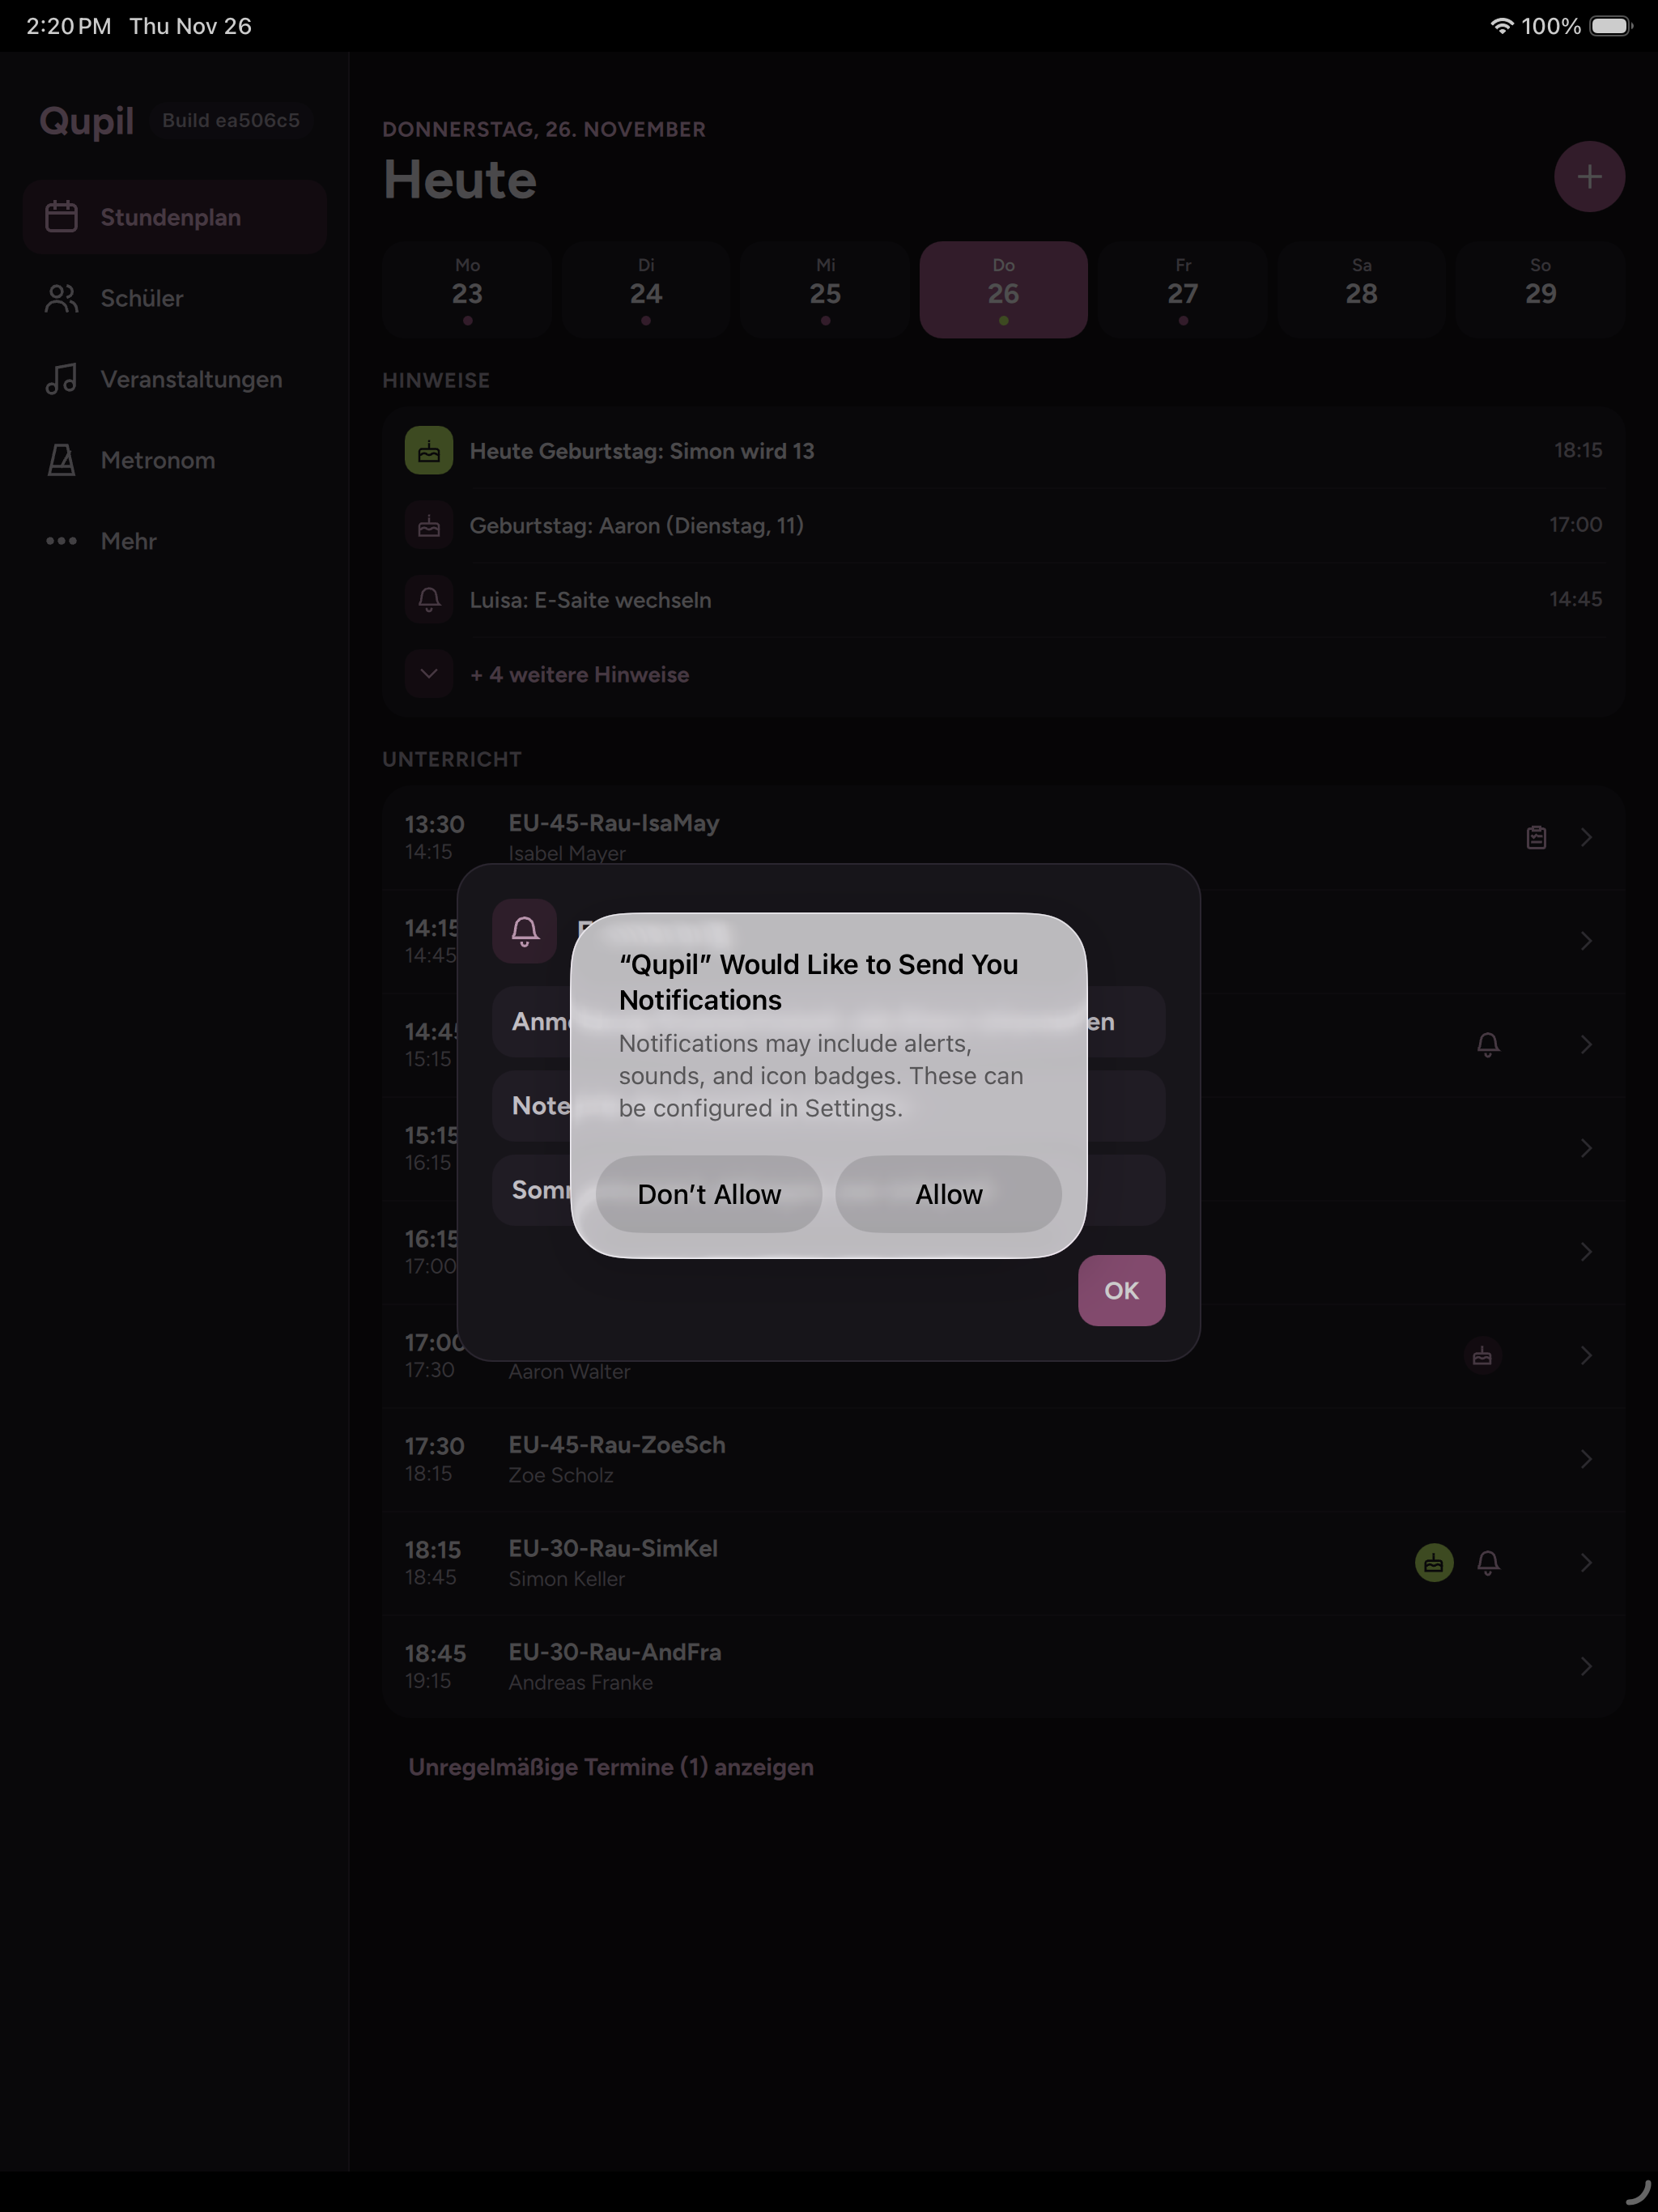 2:20 PM Thu Nov 26
100%
Qupil Build ea506c5
Stundenplan
Schüler
Veranstaltungen
Metronom
Mehr
DONNERSTAG, 26. NOVEMBER
Heute
Mo Di Mi Do Fr Sa So
23 24 25 26 27 28 29
HINWEISE
Heute Geburtstag: Simon wird 13 18:15
Geburtstag: Aaron (Dienstag, 11) 17:00
Luisa: E-Saite wechseln 14:45
+ 4 weitere Hinweise
UNTERRICHT
13:30 EU-45-Rau-IsaMay
14:15 Isabel Mayer
14:15
14:45
14:45
15:15
15:15
16:15
16:15
17:00
17:00
17:30 Aaron Walter
“Qupil” Would Like to Send You
Notifications
Notifications may include alerts,
sounds, and icon badges. These can
be configured in Settings.
Don’t Allow Allow
OK
17:30 EU-45-Rau-ZoeSch
18:15 Zoe Scholz
18:15 EU-30-Rau-SimKel
18:45 Simon Keller
18:45 EU-30-Rau-AndFra
19:15 Andreas Franke
Unregelmäßige Termine (1) anzeigen